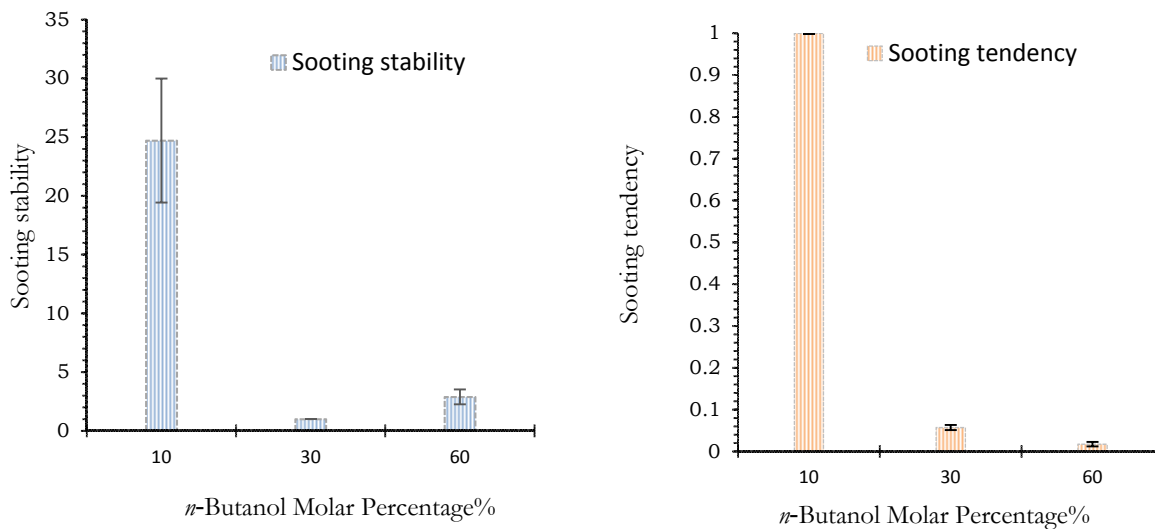 35
30
25
20
15
10
5
0
Sooting stability
Sooting stability
10 30 60
n-Butanol Molar Percentage%
1
0.9
0.8
0.7
0.6
0.5
0.4
0.3
0.2
0.1
0
Sooting tendency
Sooting tendency
10 30 60
n-Butanol Molar Percentage%